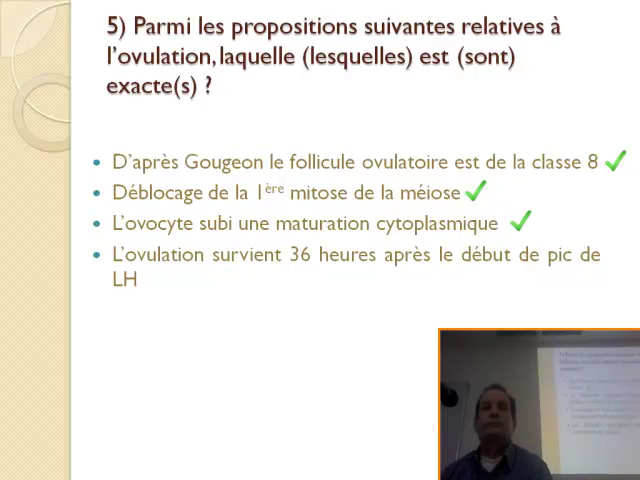 5) Parmi les propositions suivantes relatives à
l’ovulation, laquelle (lesquelles) est (sont)
exacte(s) ?
D’après Gougeon le follicule ovulatoire est de la classe 8
Déblocage de la 1ère mitose de la méiose
L’ovocyte subi une maturation cytoplasmique
L’ovulation survient 36 heures après le début de pic de
LH